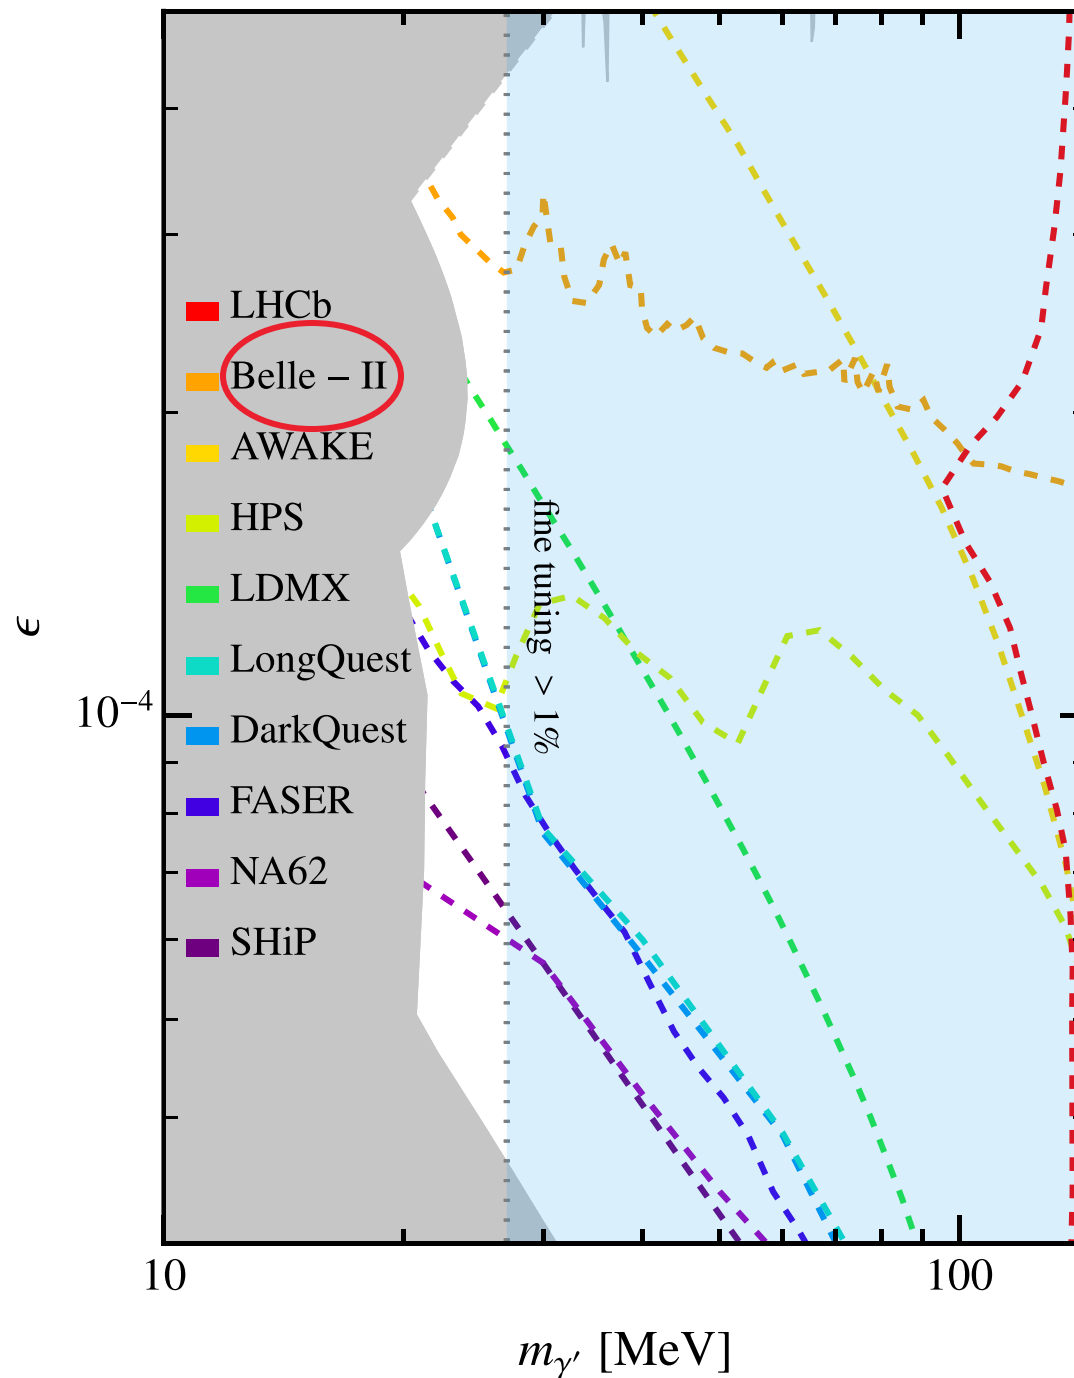 LHCb
Belle – II
AWAKE
HPS
LDMX
LongQuest
DarkQuest
FASER
NA62
SHiP
fine tuning > 1%
ϵ
10⁻⁴
10
100
mγ′ [MeV]